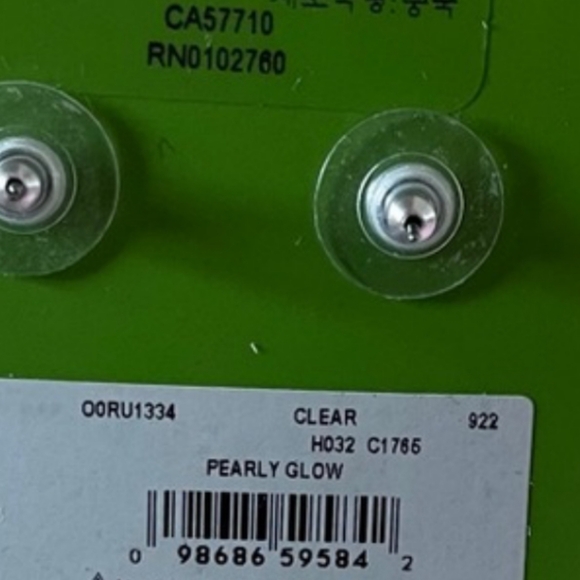 CA57710
RN0102760
O0RU1334 CLEAR 922
H032 C1765
PEARLY GLOW
0 98686 59584 2